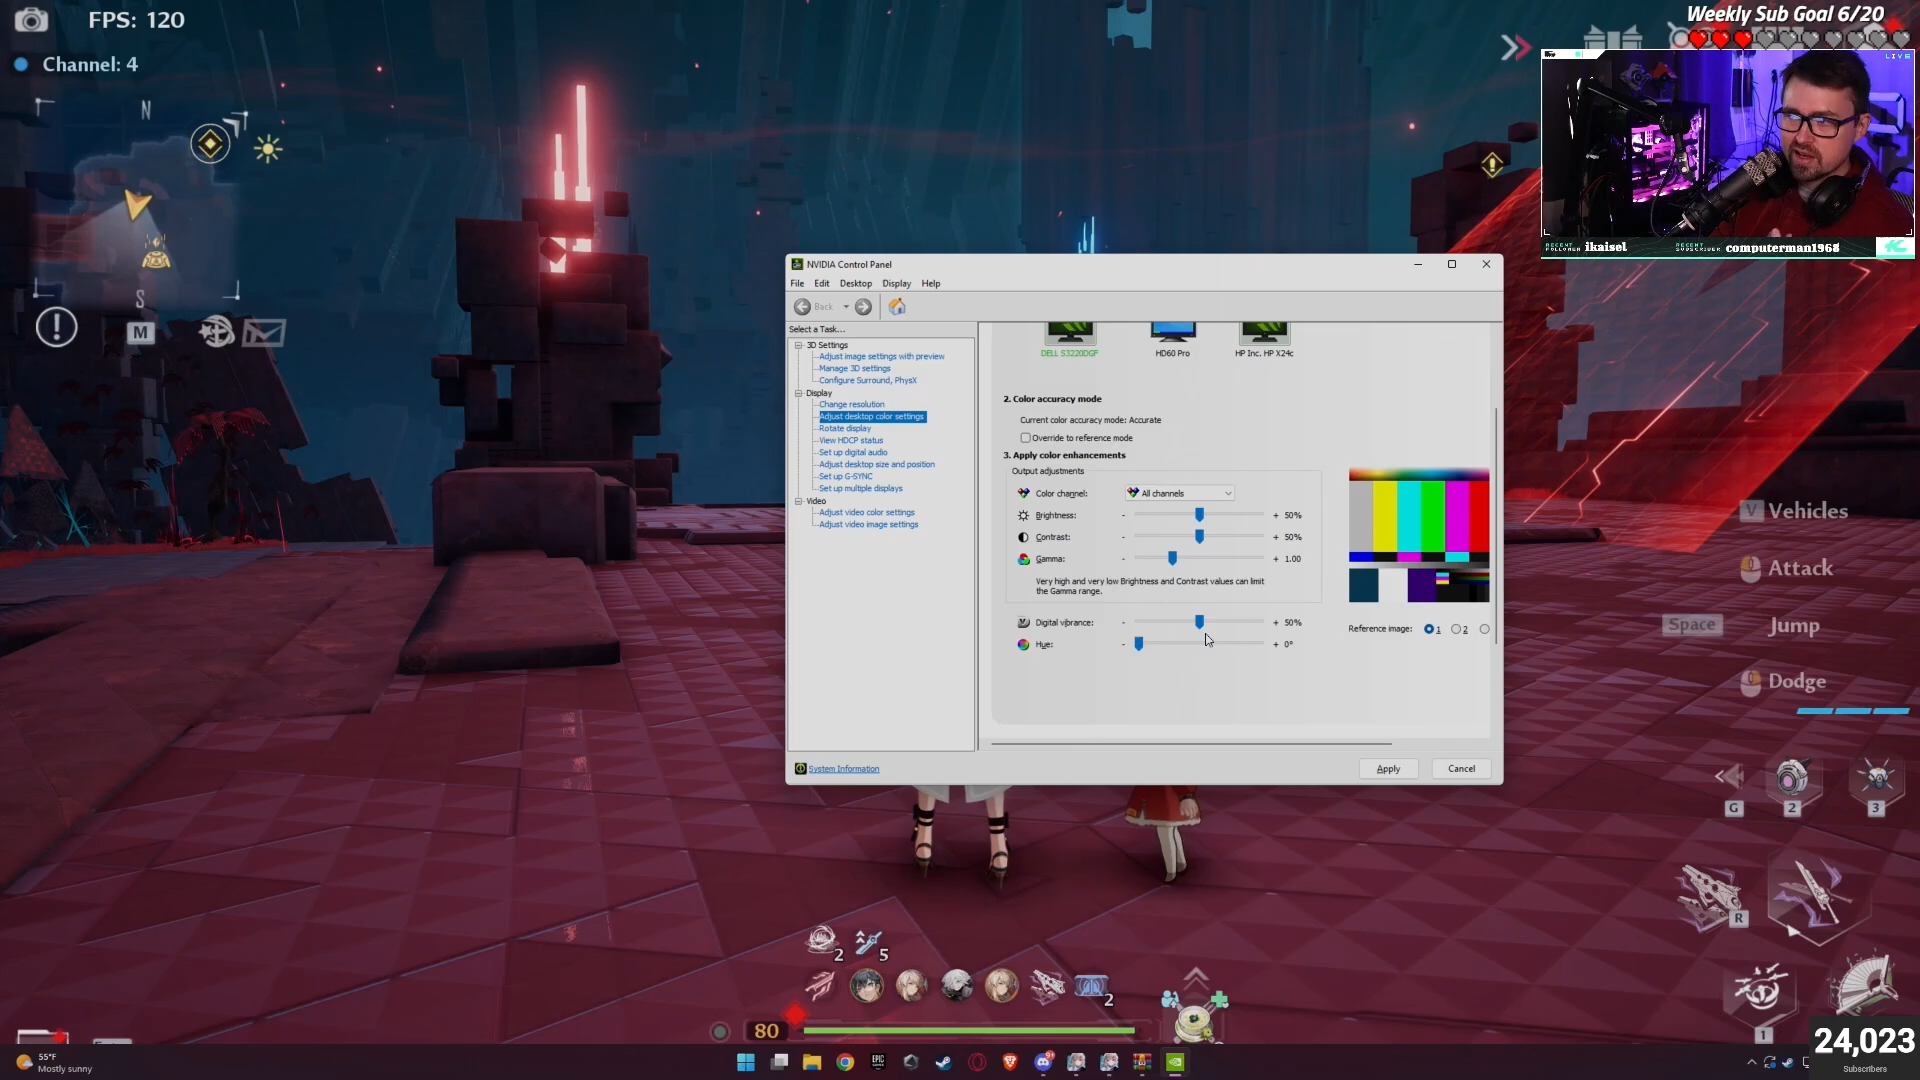 FPS: 120
Channel: 4
N
S
M
Weekly Sub Goal 6/20
LIVE
RECENT FOLLOWER ikaisel
RECENT SUBSCRIBER computerman1968
NVIDIA Control Panel
File Edit Desktop Display Help
Back
Select a Task...
3D Settings
Adjust image settings with preview
Manage 3D settings
Configure Surround, PhysX
Display
Change resolution
Adjust desktop color settings
Rotate display
View HDCP status
Set up digital audio
Adjust desktop size and position
Set up G-SYNC
Set up multiple displays
Video
Adjust video color settings
Adjust video image settings
System Information
DELL S3220DGF HD60 Pro HP Inc. HP X24c
2. Color accuracy mode
Current color accuracy mode: Accurate
Override to reference mode
3. Apply color enhancements
Output adjustments
Color channel: All channels
Brightness: - + 50%
Contrast: - + 50%
Gamma: - + 1.00
Very high and very low Brightness and Contrast values can limit
the Gamma range.
Digital vibrance: - + 50%
Hue: - + 0°
Reference image: 1 2
Apply Cancel
V Vehicles
Attack
Space Jump
Dodge
G 2 3
R
1
2 5
2
80
55°F
Mostly sunny
24,023
Subscribers